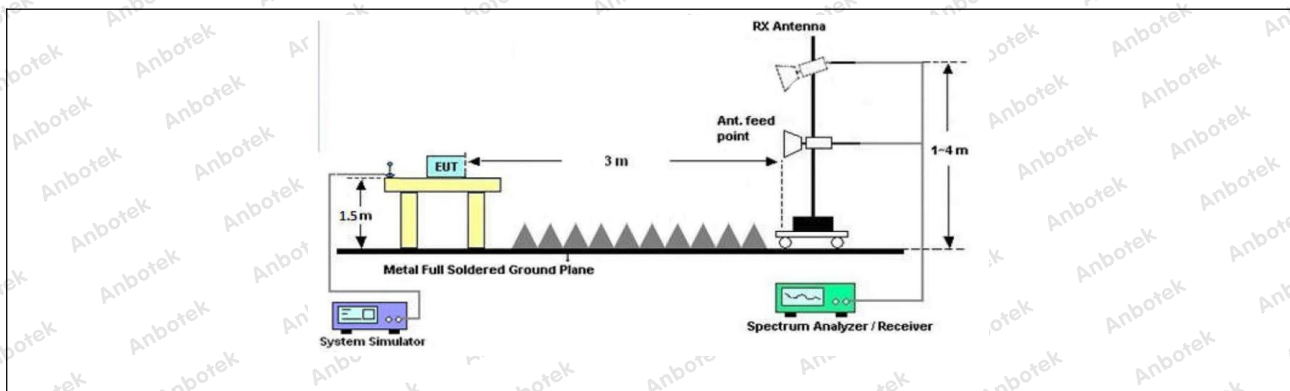 RX Antenna
Ant. feed
point
1~4 m
3 m
EUT
1.5 m
Metal Full Soldered Ground Plane
Spectrum Analyzer / Receiver
System Simulator
Anbotek